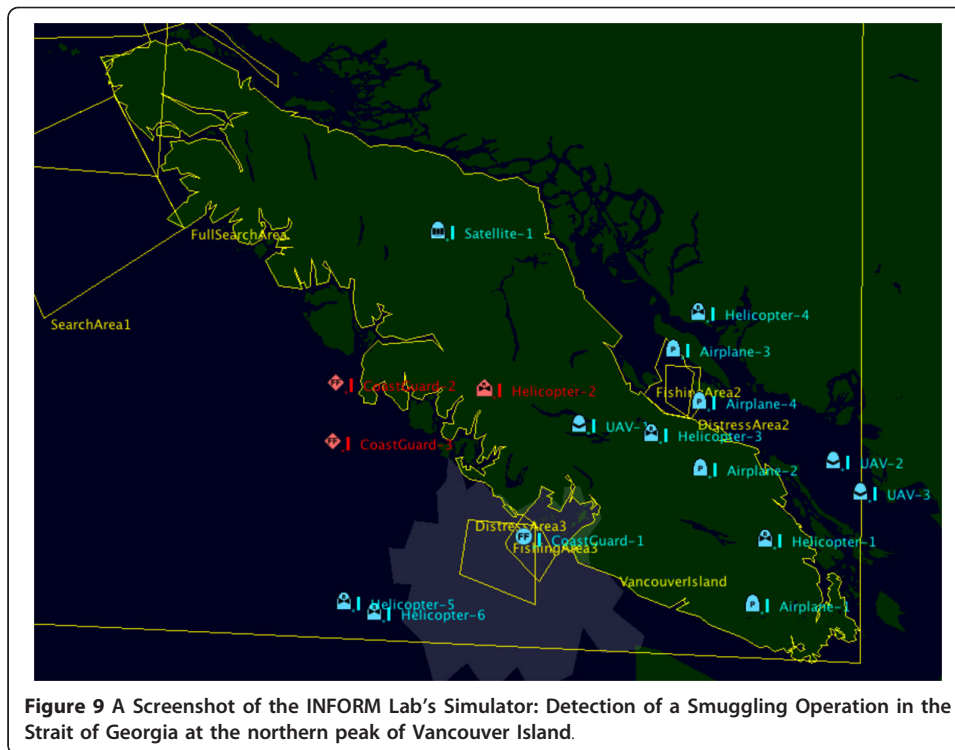 FullSearchArea
Satellite-1
SearchArea1
Helicopter-4
P Airplane-3
FF CoastGuard-2
Helicopter-2
FishingArea2
P Airplane-4
DistressArea2
UAV-1
Helicopter-3
FF CoastGuard-3
P Airplane-2
UAV-2
UAV-3
DistressArea3
FF CoastGuard-1
FishingArea3
Helicopter-1
VancouverIsland
Helicopter-5
Helicopter-6
P Airplane-1
Figure 9 A Screenshot of the INFORM Lab's Simulator: Detection of a Smuggling Operation in the
Strait of Georgia at the northern peak of Vancouver Island.